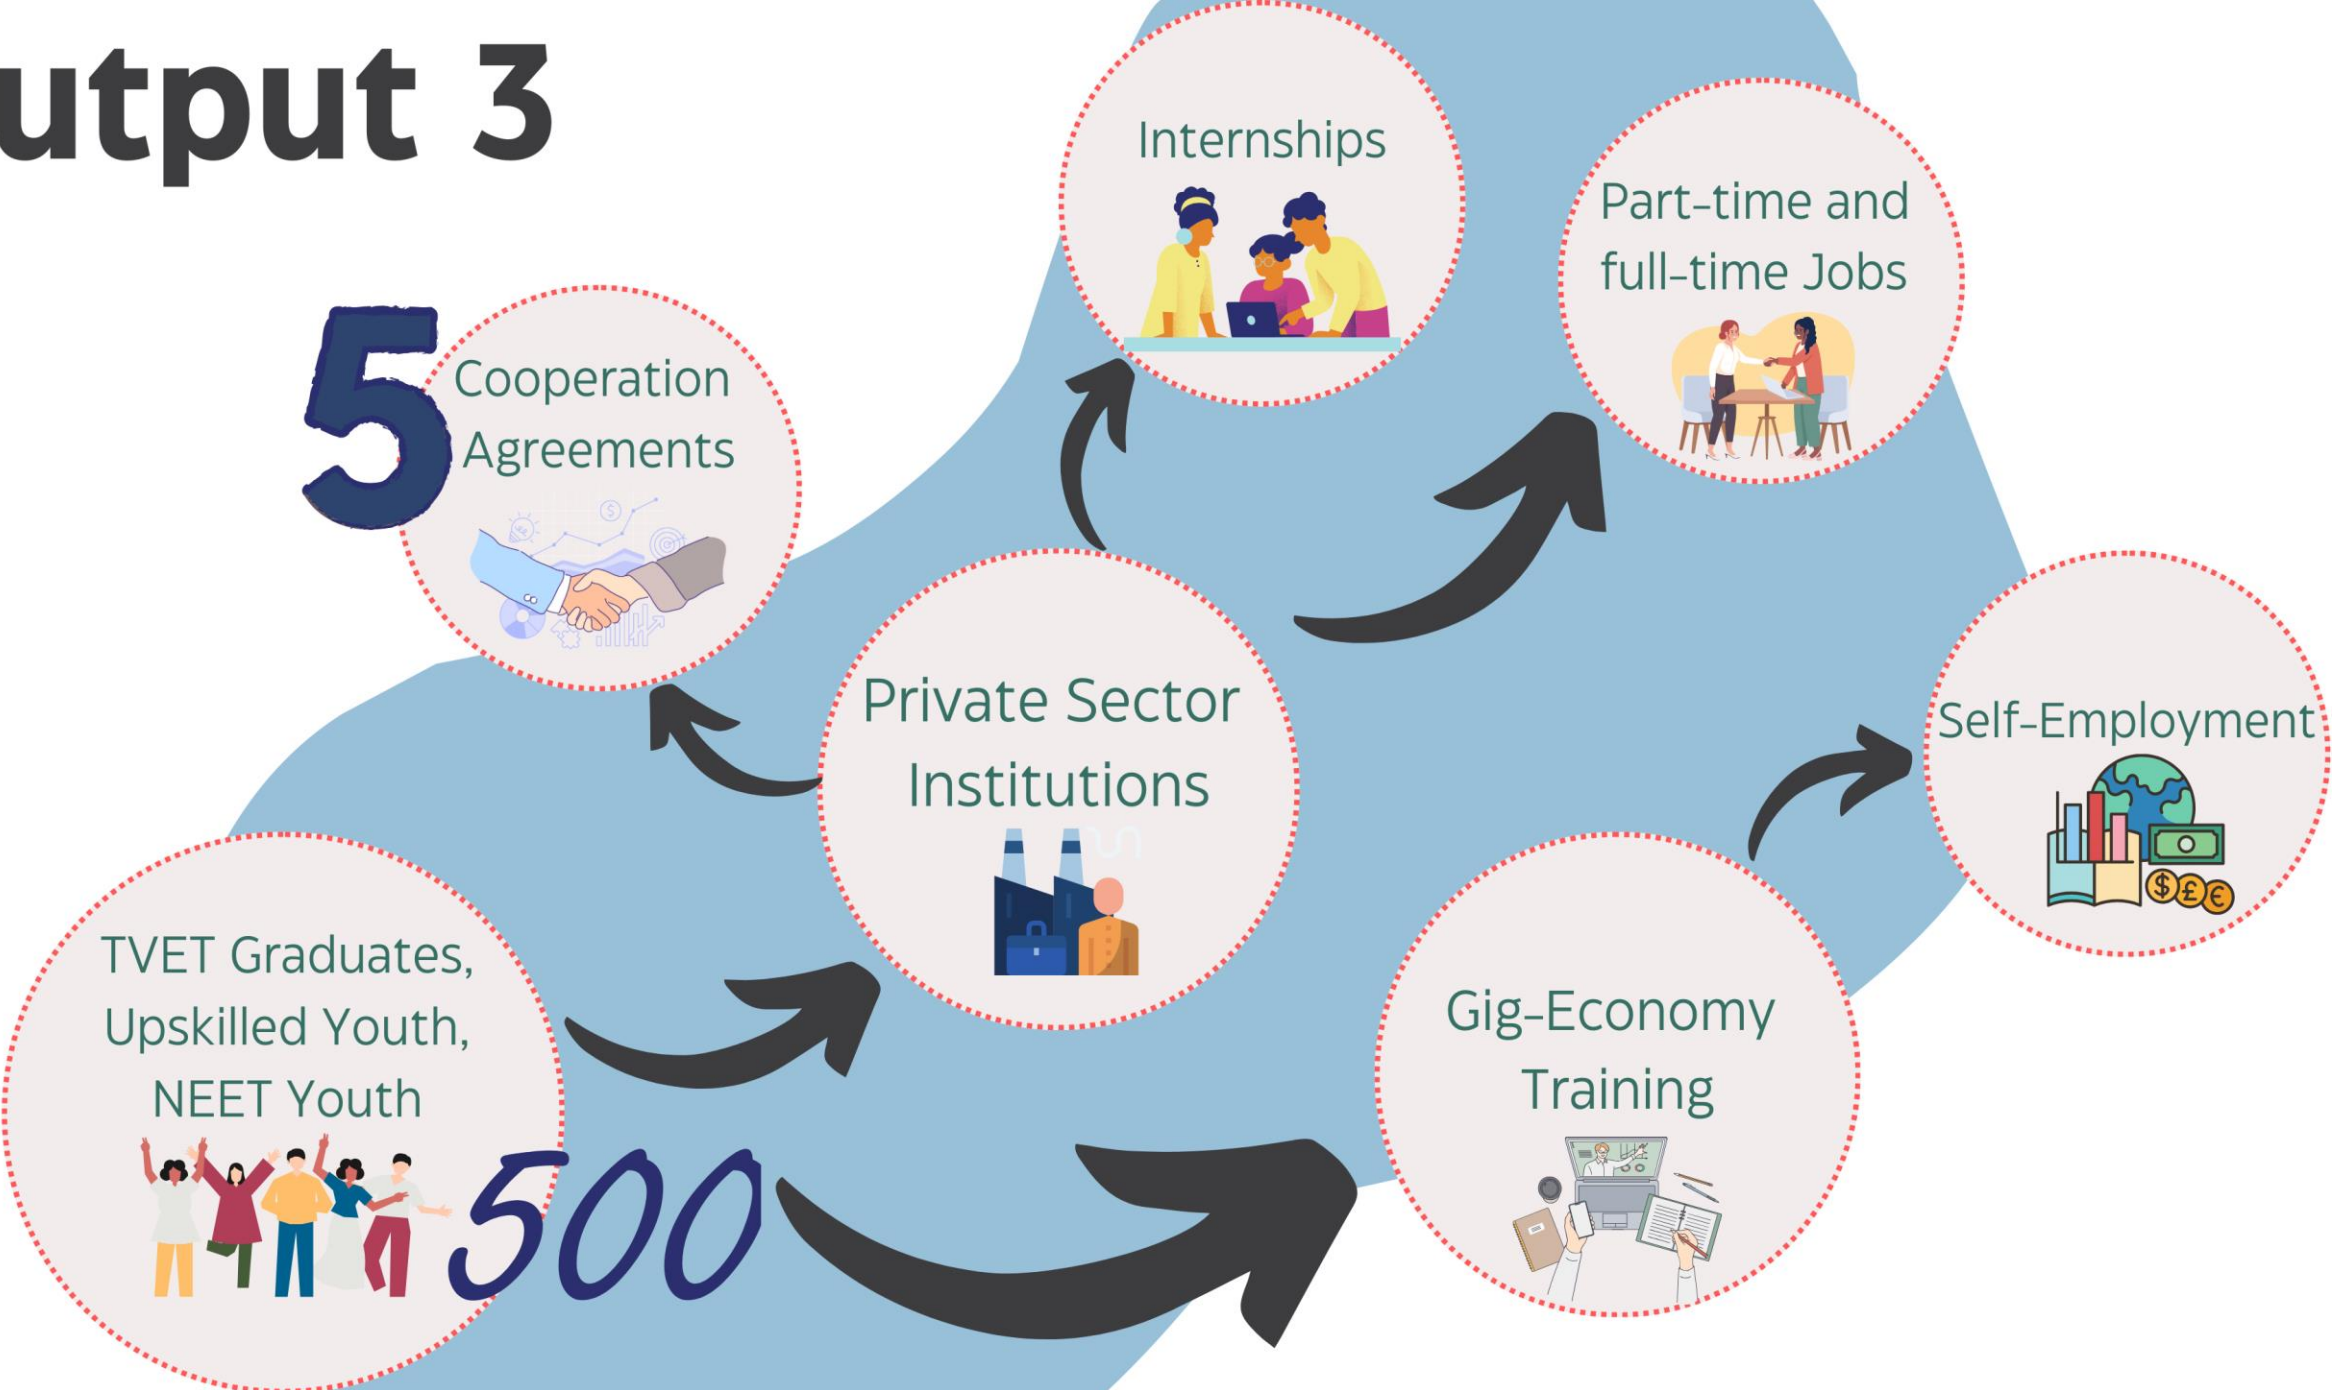 utput 3
Internships
Part-time and
full-time Jobs
5
Cooperation
Agreements
Private Sector
Institutions
Self-Employment
TVET Graduates,
Upskilled Youth,
NEET Youth
500
Gig-Economy
Training